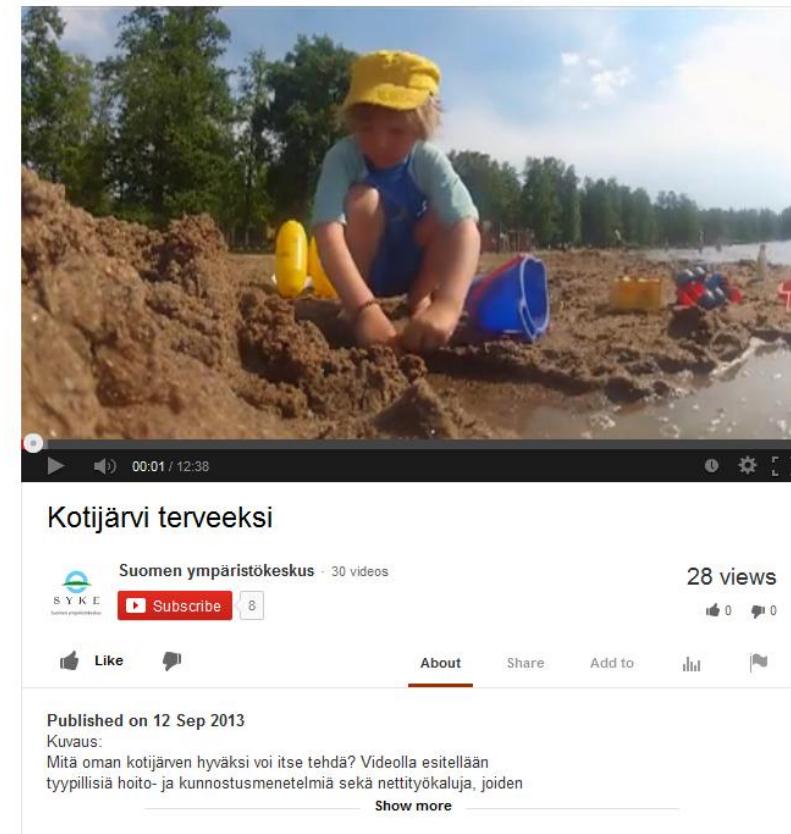 00:01 / 12:38
Kotijärvi terveeksi
Suomen ympäristökeskus · 30 videos
SYKE
Suomen ympäristökeskus
Subscribe 8
28 views
0 0
Like
About Share Add to
Published on 12 Sep 2013
Kuvaus:
Mitä oman kotijärven hyväksi voi itse tehdä? Videolla esitellään
tyypillisiä hoito- ja kunnostusmenetelmiä sekä nettityökaluja, joiden
Show more